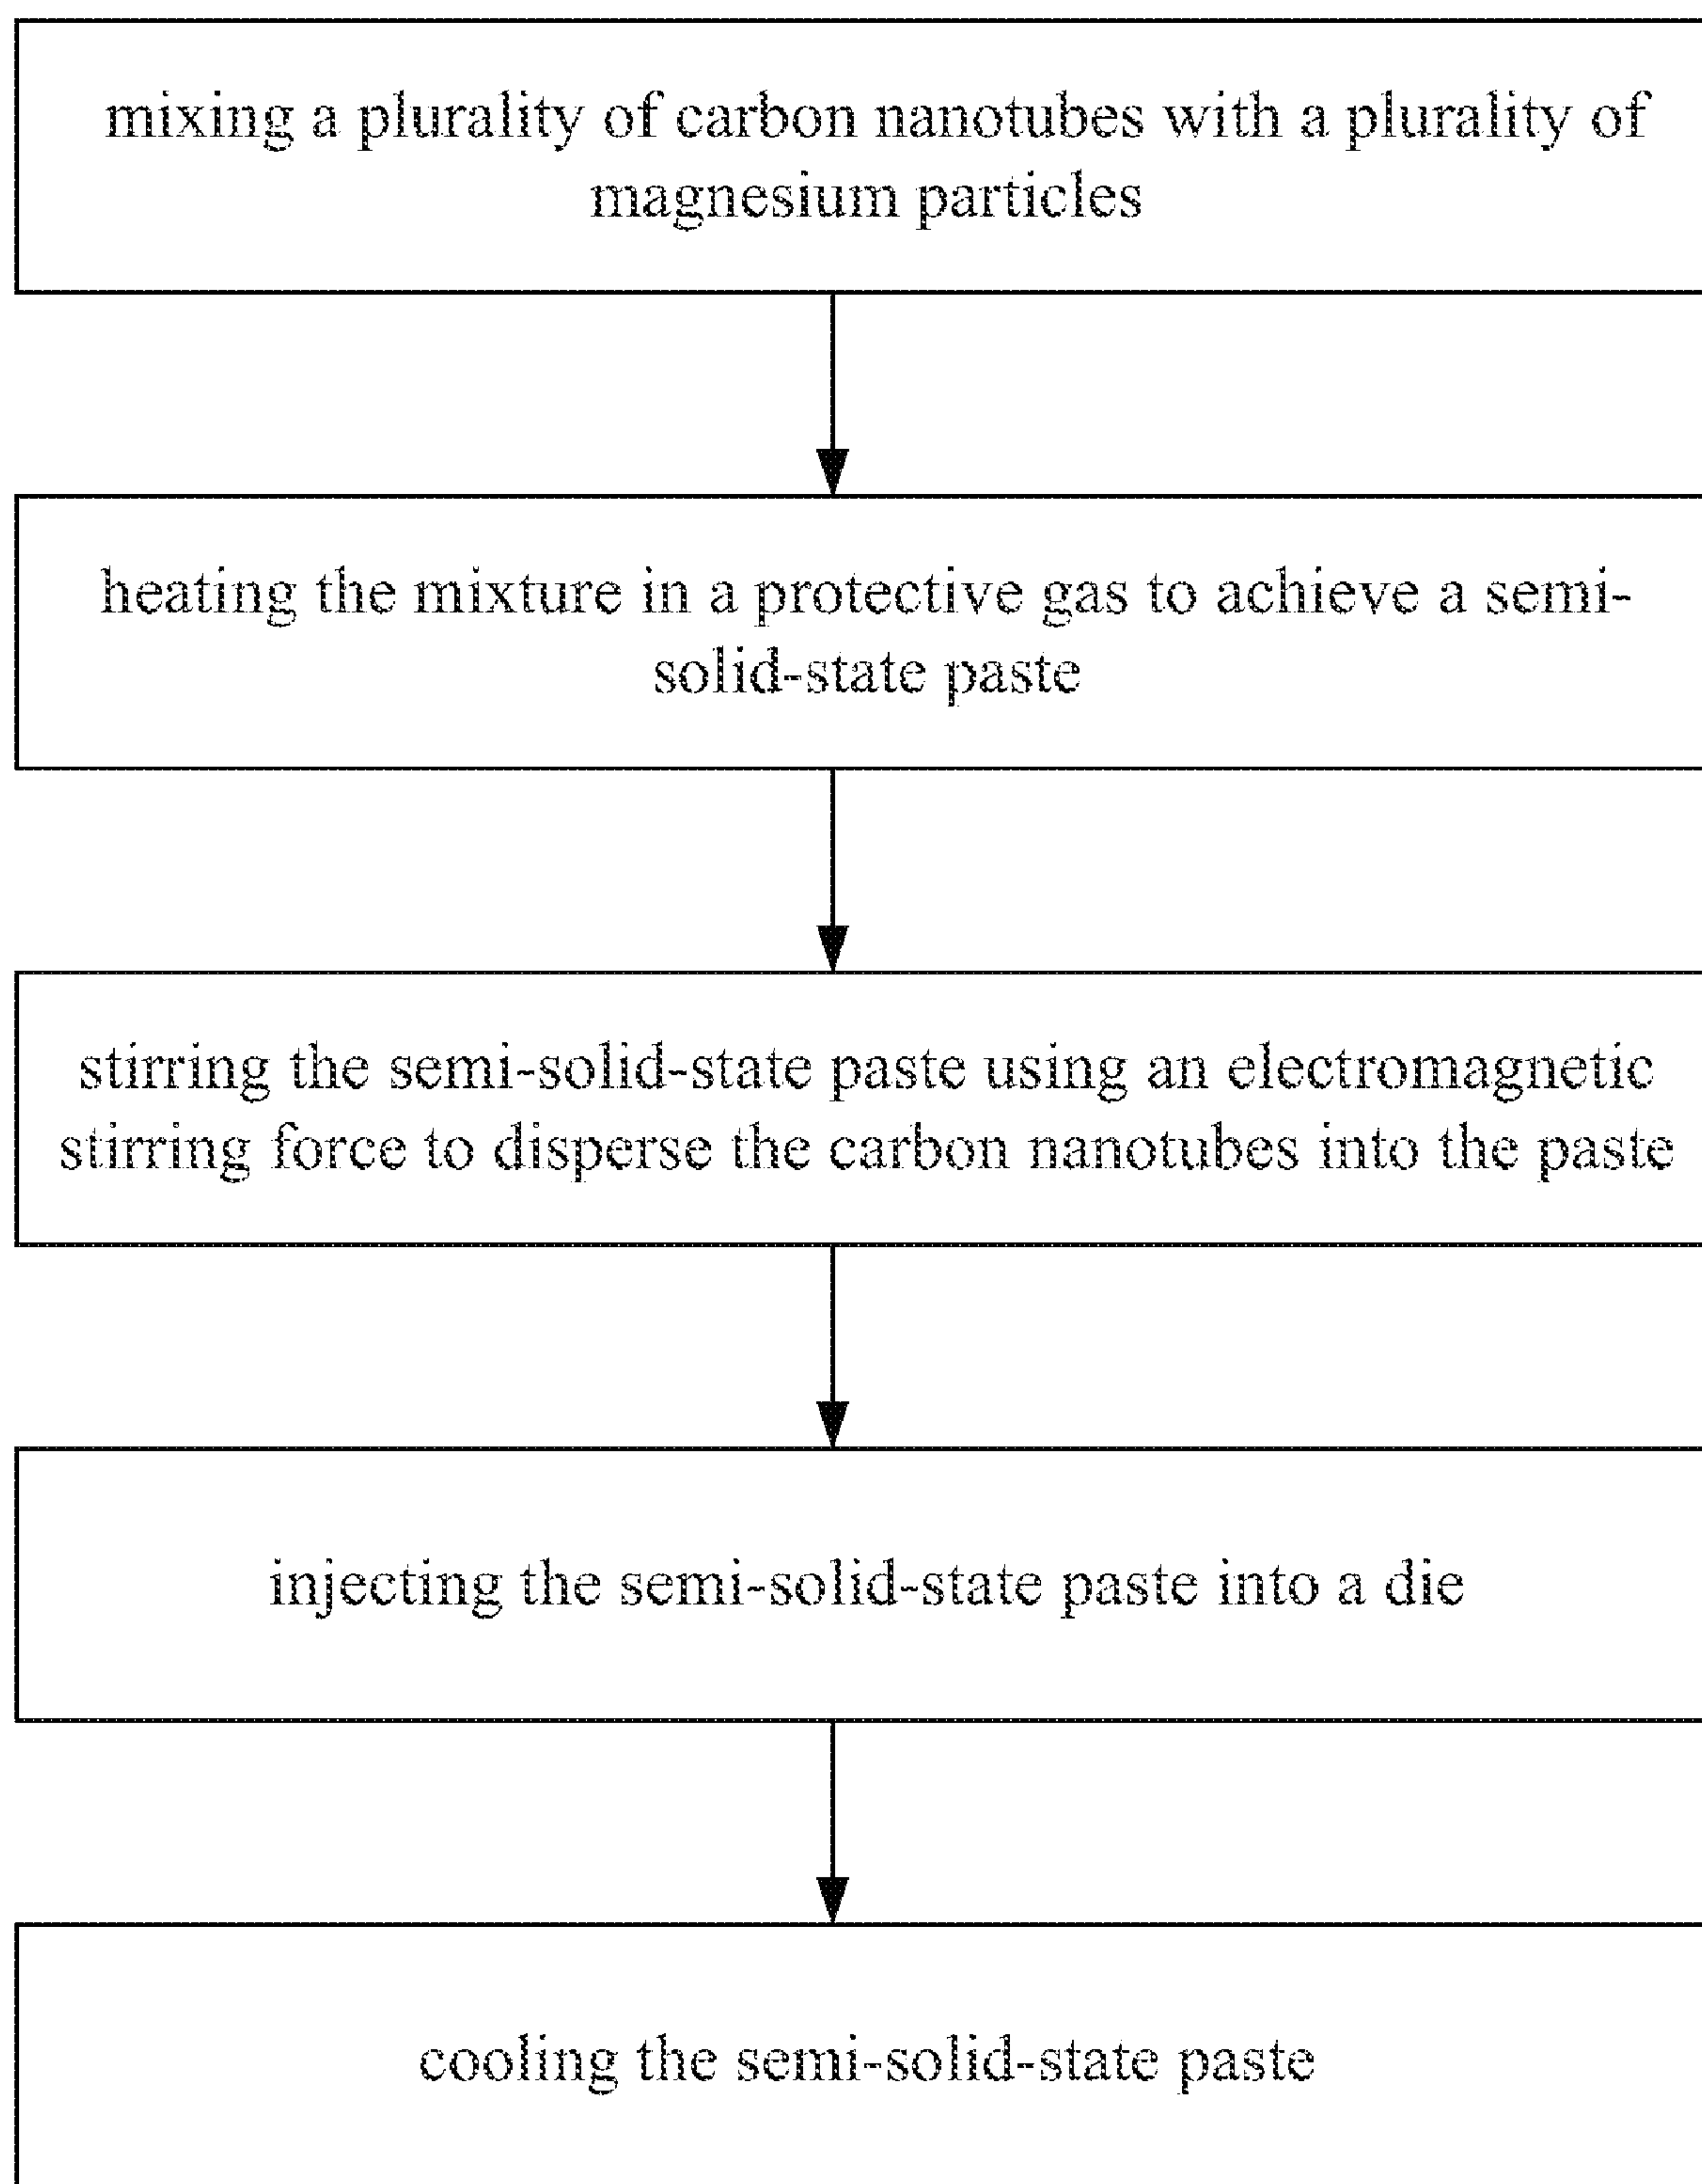 mixing a plurality of carbon nanotubes with a plurality of
magnesium particles
heating the mixture in a protective gas to achieve a semi-
solid-state paste
stirring the semi-solid-state paste using an electromagnetic
stirring force to disperse the carbon nanotubes into the paste
injecting the semi-solid-state paste into a die
cooling the semi-solid-state paste